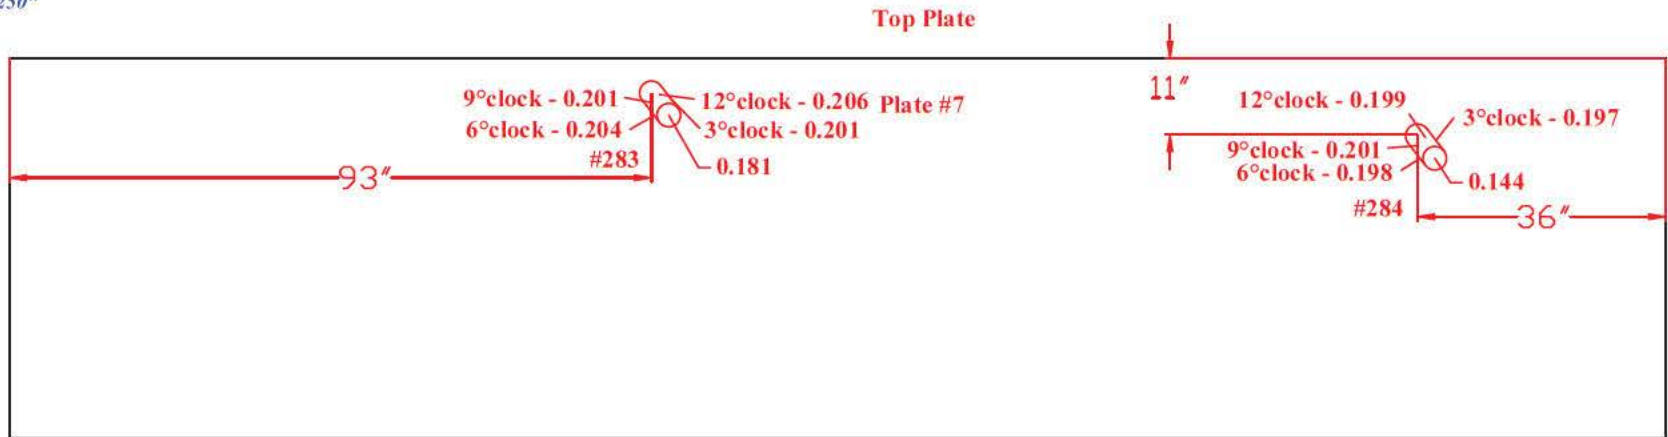 Top Plate
11"
9°clock - 0.201
12°clock - 0.206
Plate #7
6°clock - 0.204
3°clock - 0.201
#283
0.181
93"
12°clock - 0.199
3°clock - 0.197
9°clock - 0.201
6°clock - 0.198
0.144
#284
36"